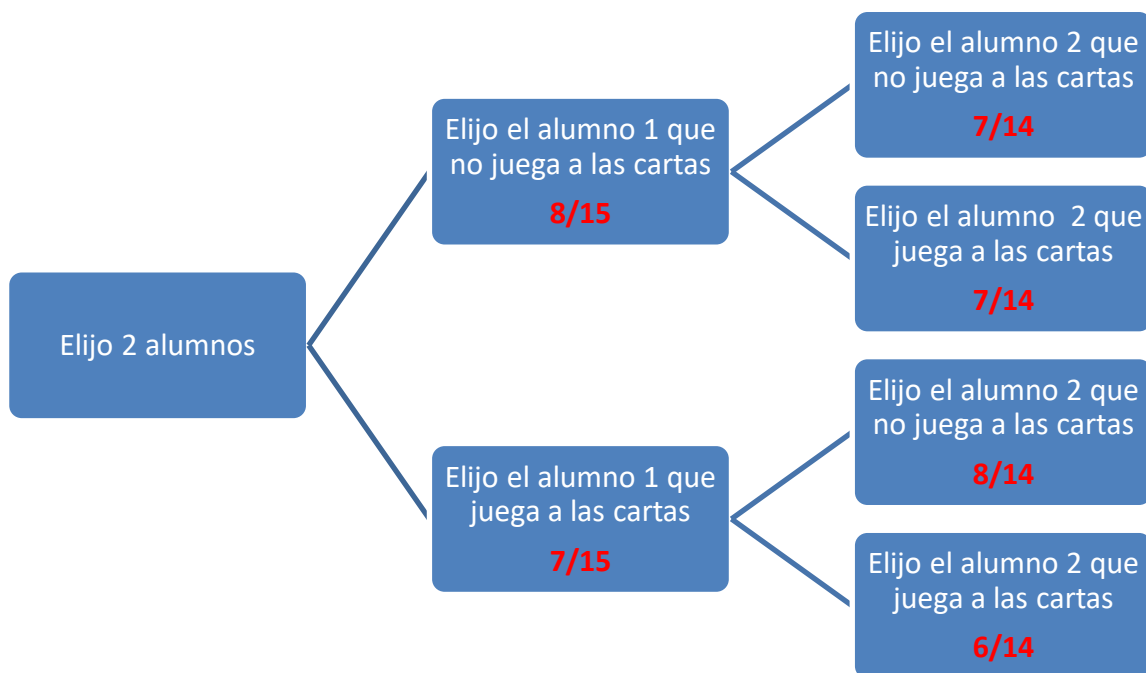 Elijo 2 alumnos
Elijo el alumno 1 que
no juega a las cartas
8/15
Elijo el alumno 2 que
no juega a las cartas
7/14
Elijo el alumno  2 que
juega a las cartas
7/14
Elijo el alumno 1 que
juega a las cartas
7/15
Elijo el alumno 2 que
no juega a las cartas
8/14
Elijo el alumno 2 que
juega a las cartas
6/14